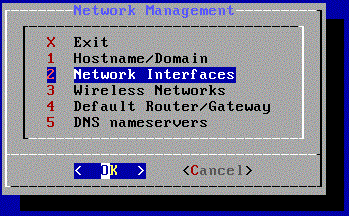 Network Management
X Exit
1 Hostname/Domain
2 Network Interfaces
3 Wireless Networks
4 Default Router/Gateway
5 DNS nameservers
< OK > <Cancel>